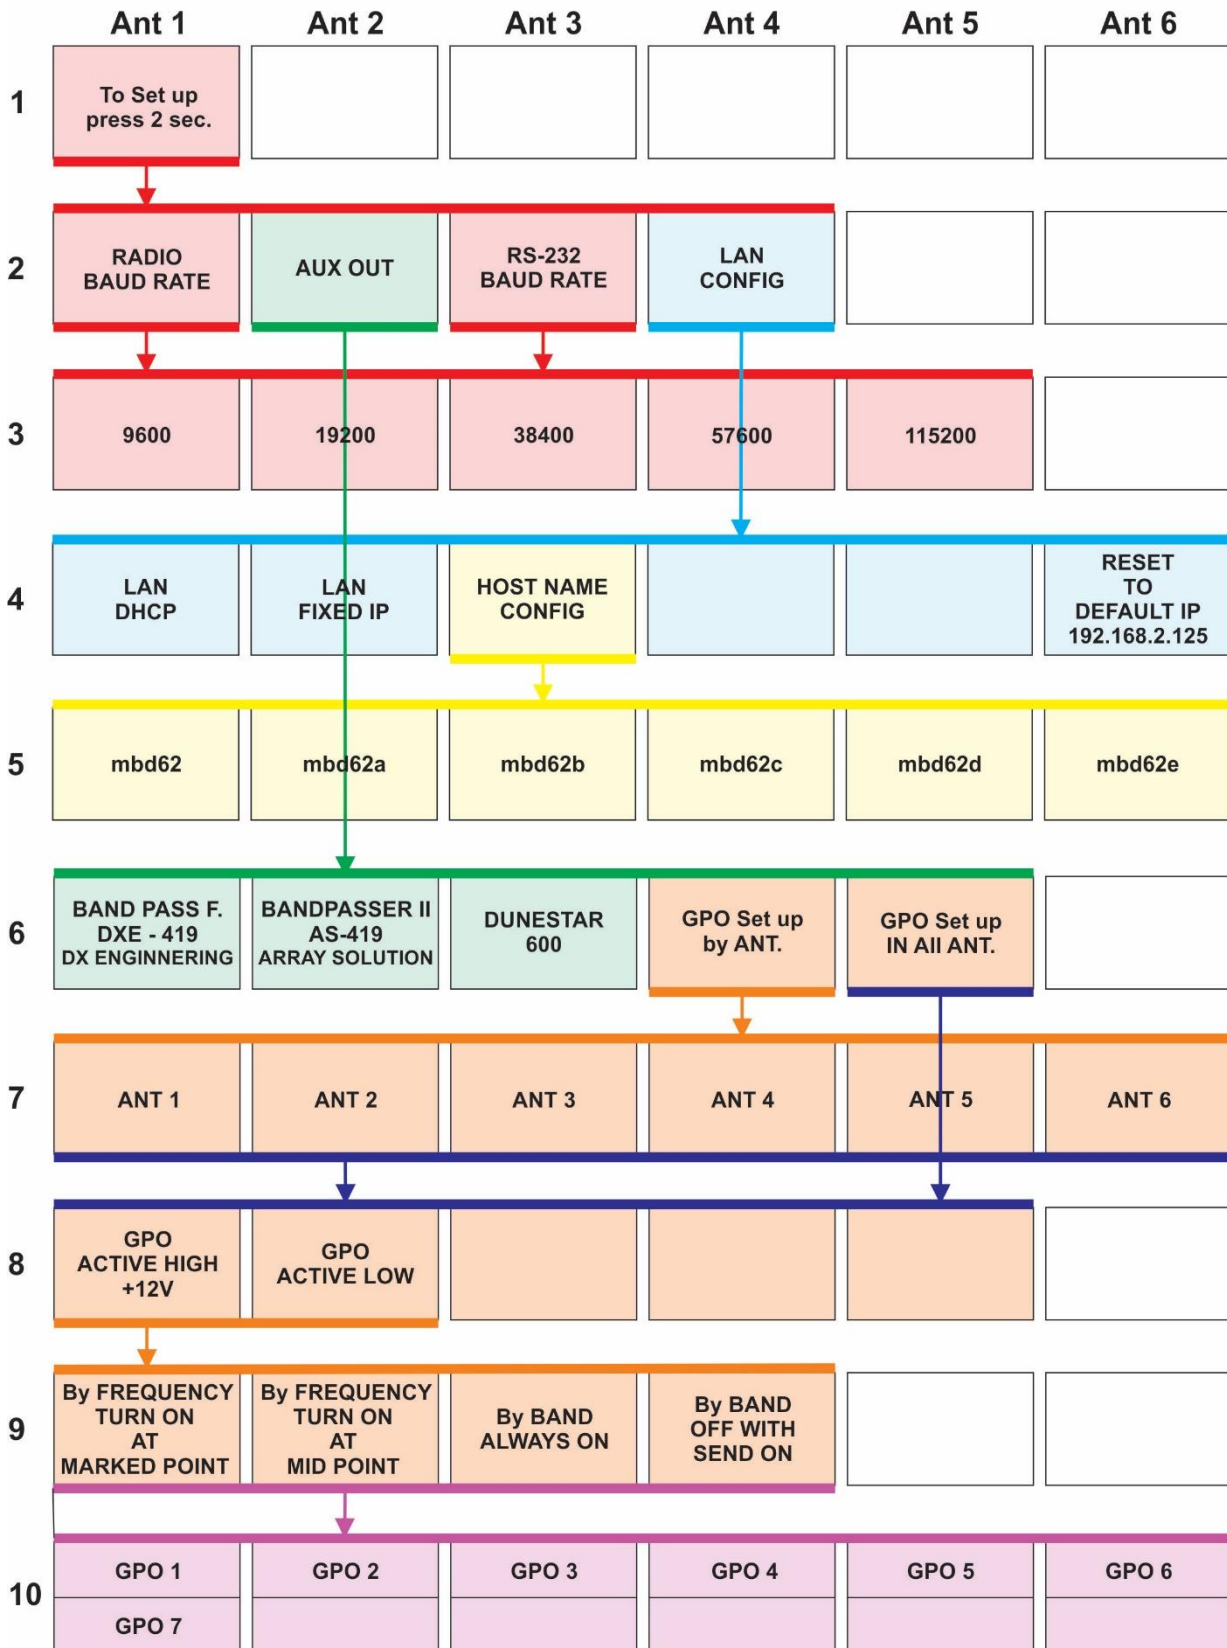 Ant 1 Ant 2 Ant 3 Ant 4 Ant 5 Ant 6
1
To Set up
press 2 sec.
2
RADIO
BAUD RATE
AUX OUT
RS-232
BAUD RATE
LAN
CONFIG
3
9600
19200
38400
57600
115200
4
LAN
DHCP
LAN
FIXED IP
HOST NAME
CONFIG
RESET
TO
DEFAULT IP
192.168.2.125
5
mbd62
mbd62a
mbd62b
mbd62c
mbd62d
mbd62e
6
BAND PASS F.
DXE - 419
DX ENGINNERING
BANDPASSER II
AS-419
ARRAY SOLUTION
DUNESTAR
600
GPO Set up
by ANT.
GPO Set up
IN All ANT.
7
ANT 1
ANT 2
ANT 3
ANT 4
ANT 5
ANT 6
8
GPO
ACTIVE HIGH
+12V
GPO
ACTIVE LOW
9
By FREQUENCY
TURN ON
AT
MARKED POINT
By FREQUENCY
TURN ON
AT
MID POINT
By BAND
ALWAYS ON
By BAND
OFF WITH
SEND ON
10
GPO 1
GPO 2
GPO 3
GPO 4
GPO 5
GPO 6
GPO 7